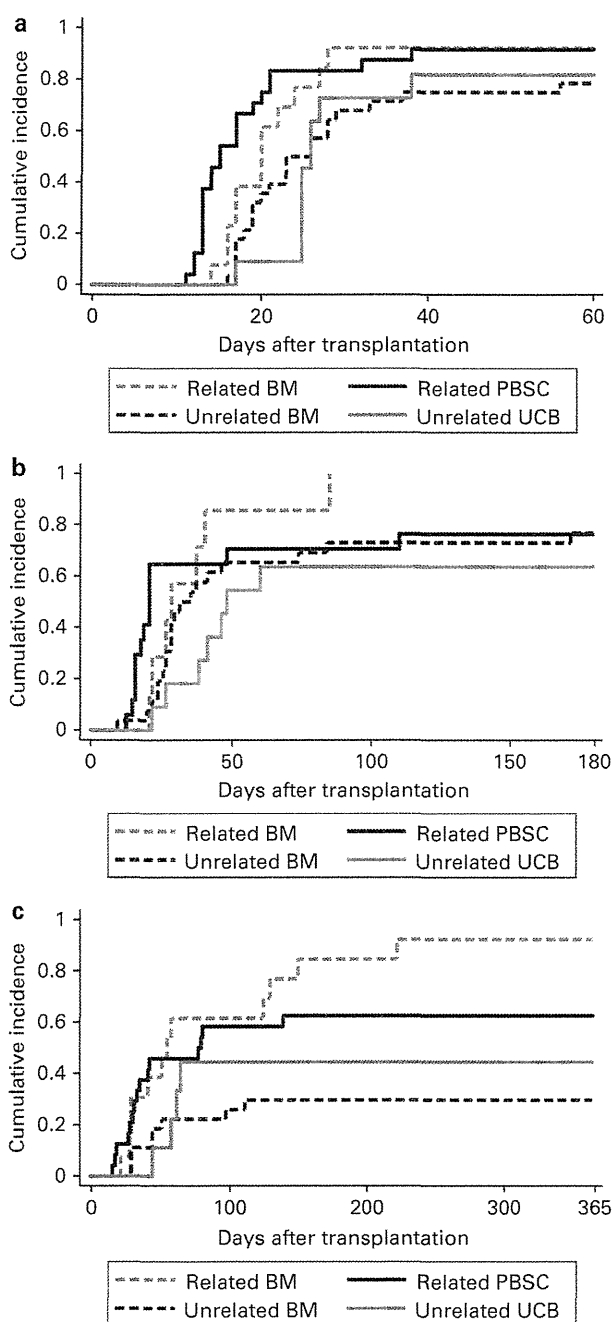 a
1
0.8
0.6
0.4
0.2
0
Cumulative incidence
0 20 40 60
Days after transplantation
Related BM Related PBSC
Unrelated BM Unrelated UCB
b
1
0.8
0.6
0.4
0.2
0
Cumulative incidence
0 50 100 150 180
Days after transplantation
Related BM Related PBSC
Unrelated BM Unrelated UCB
c
1
0.8
0.6
0.4
0.2
0
Cumulative incidence
0 100 200 300 365
Days after transplantation
Related BM Related PBSC
Unrelated BM Unrelated UCB